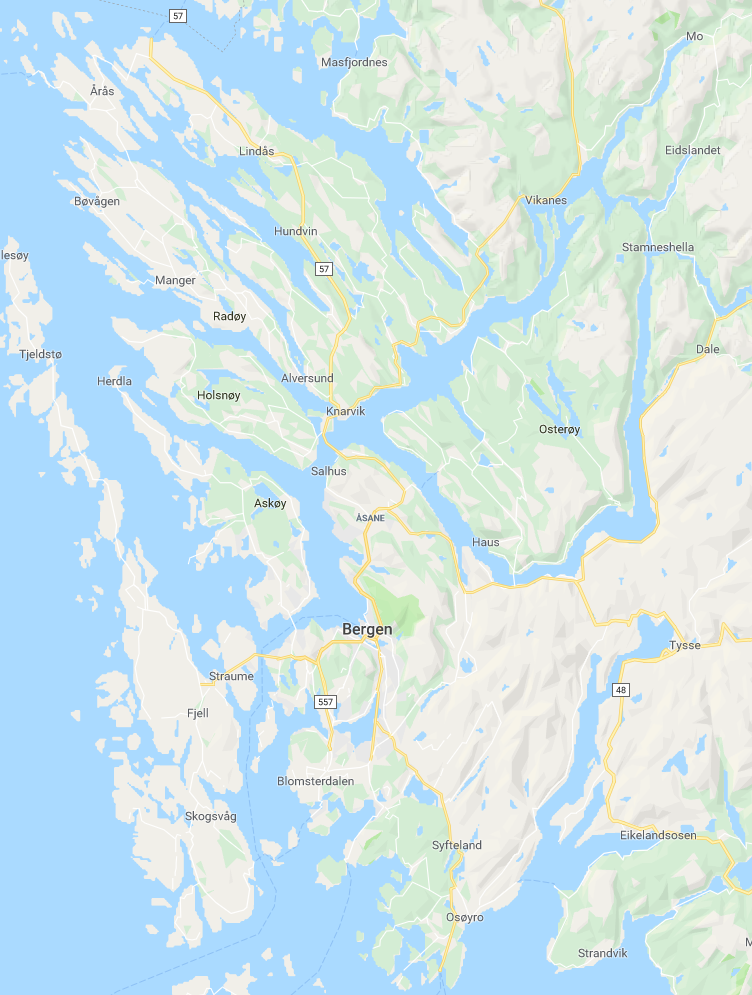 57
Mo
Masfjordnes
Årås
Lindås
Eidslandet
Bøvågen
Vikanes
Hundvin
Stamneshella
lesøy
57
Manger
Radøy
Tjeldstø
Dale
Herdla
Alversund
Holsnøy
Knarvik
Osterøy
Salhus
Askøy
ÅSANE
Haus
Bergen
Tysse
Straume
48
557
Fjell
Blomsterdalen
Skogsvåg
Eikelandsosen
Syfteland
Osøyro
M
Strandvik